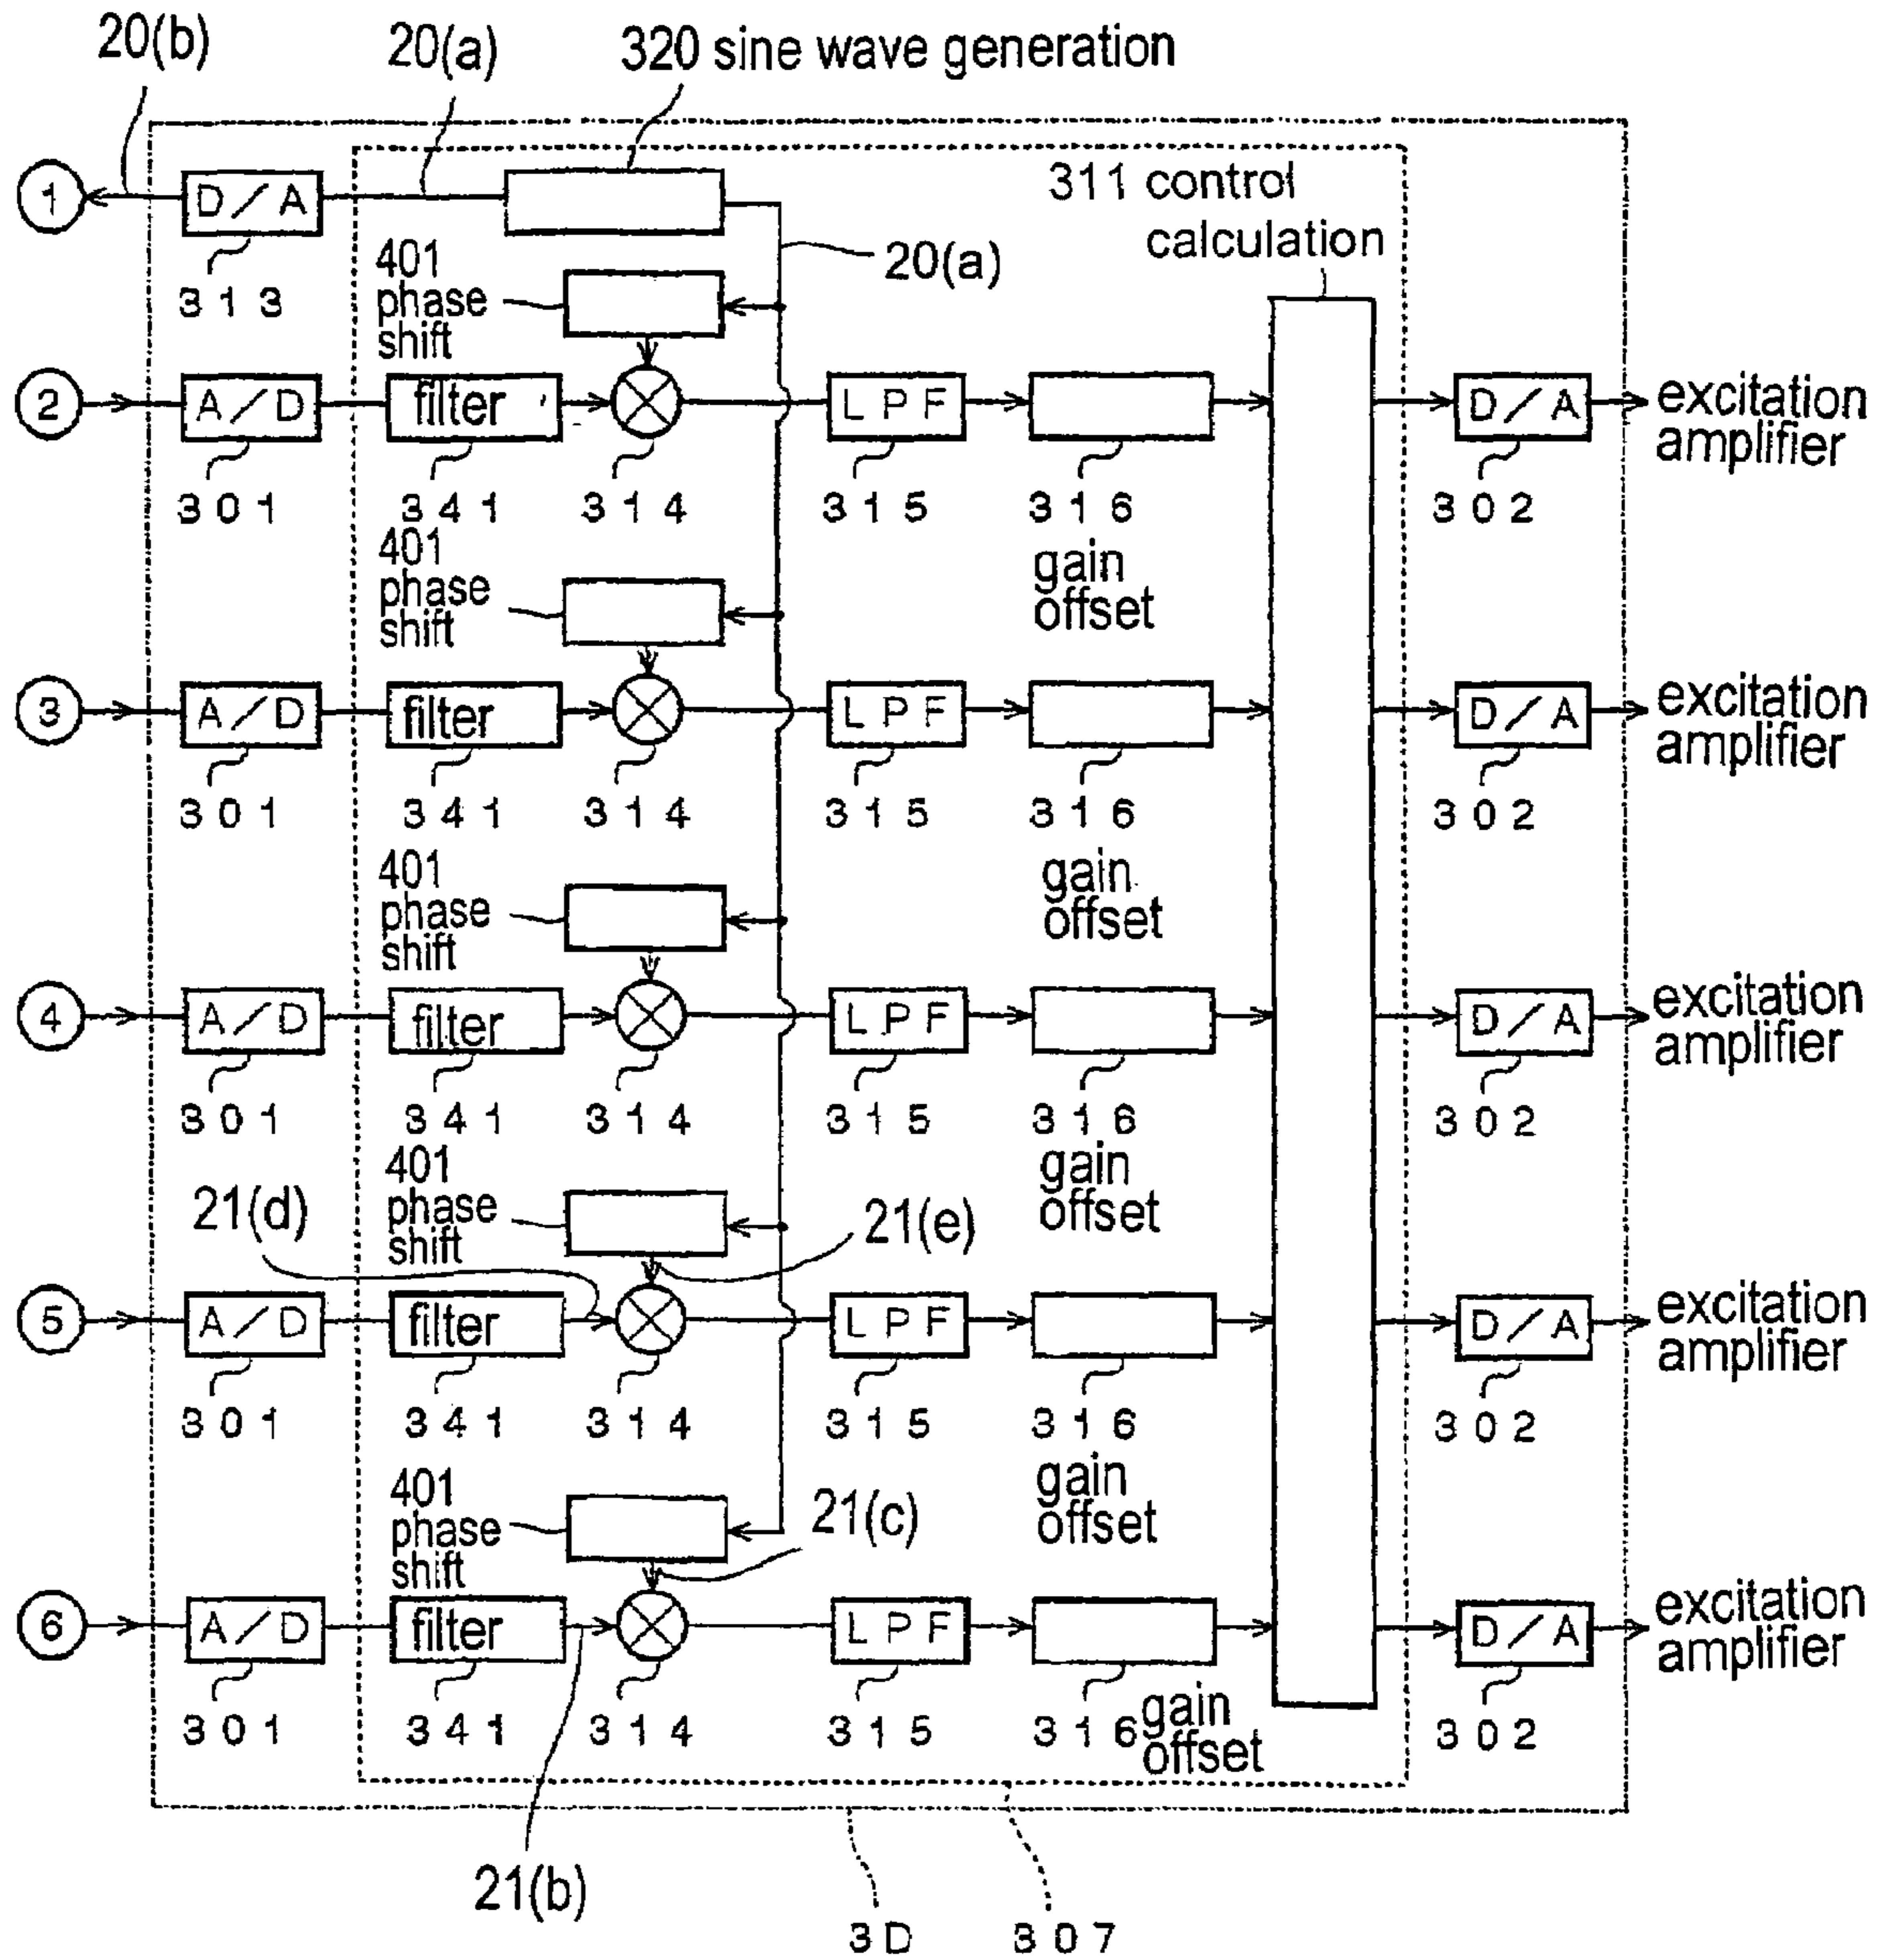 20(b)
20(a)
320 sine wave generation
1
D/A
311 control
calculation
313
401
phase
shift
20(a)
2
A/D
filter
LPF
D/A
excitation
amplifier
301
341
314
315
316
302
401
phase
shift
gain
offset
3
A/D
filter
LPF
D/A
excitation
amplifier
301
341
314
315
316
302
401
phase
shift
gain
offset
4
A/D
filter
LPF
D/A
excitation
amplifier
301
341
314
315
316
302
401
phase
shift
gain
offset
21(d)
21(e)
5
A/D
filter
LPF
D/A
excitation
amplifier
301
341
314
315
316
302
401
phase
shift
gain
offset
21(c)
6
A/D
filter
LPF
D/A
excitation
amplifier
301
341
314
315
316
gain
offset
302
21(b)
3D
307